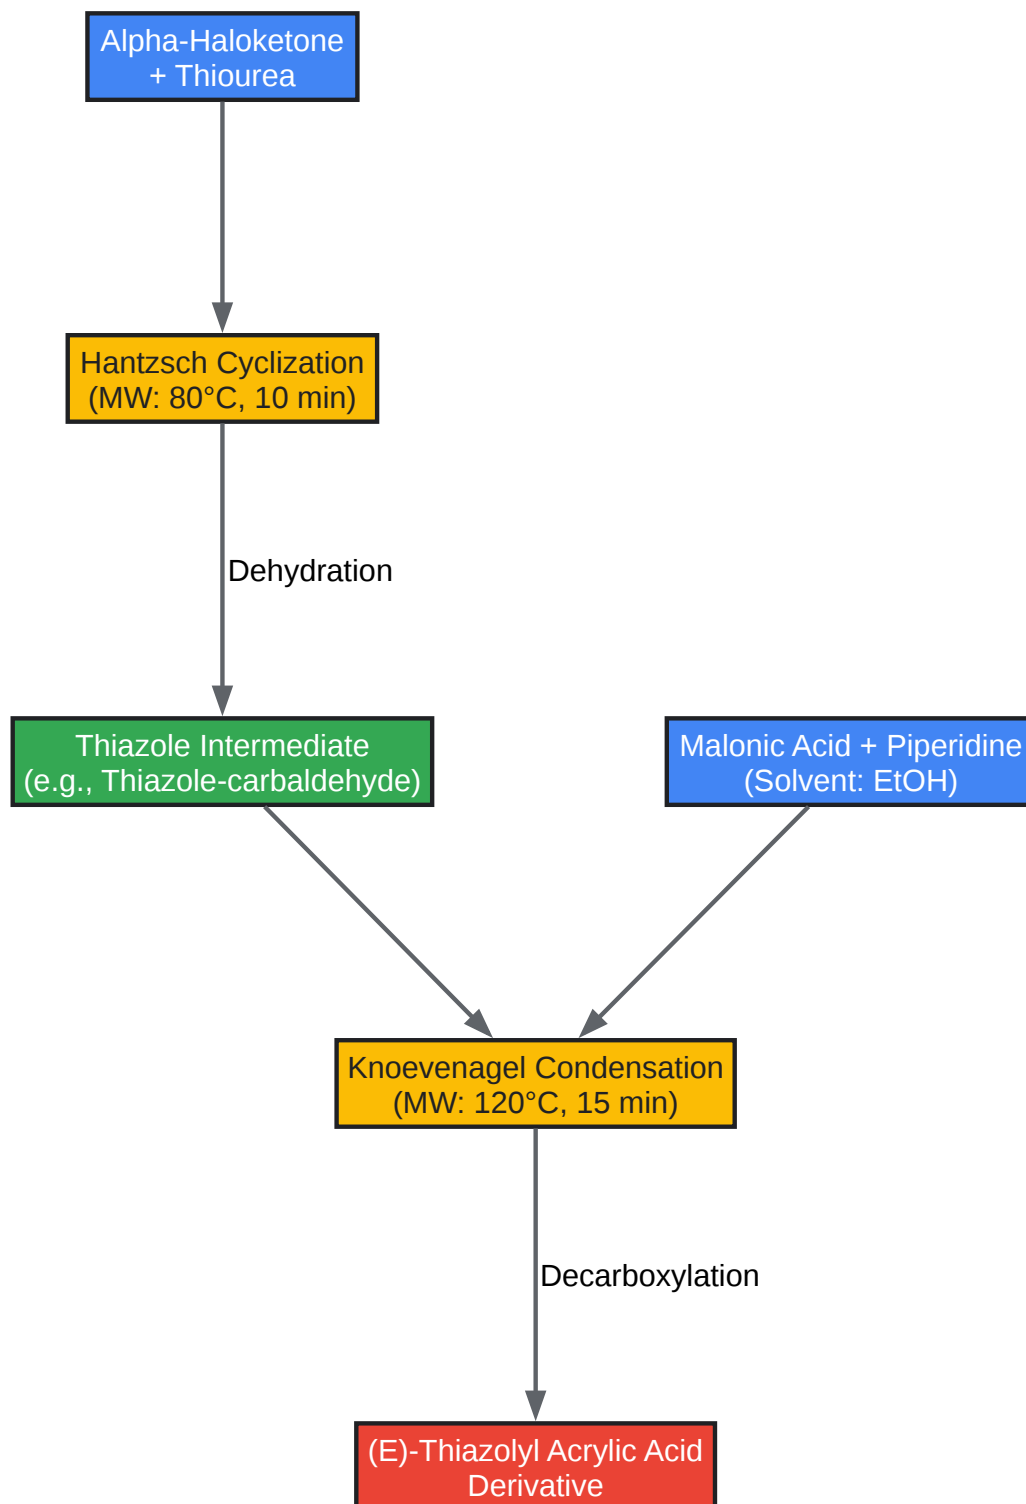 Alpha-Haloketone
+ Thiourea
Hantzsch Cyclization
(MW: 80°C, 10 min)
Dehydration
Thiazole Intermediate
(e.g., Thiazole-carbaldehyde)
Malonic Acid + Piperidine
(Solvent: EtOH)
Knoevenagel Condensation
(MW: 120°C, 15 min)
Decarboxylation
(E)-Thiazolyl Acrylic Acid
Derivative